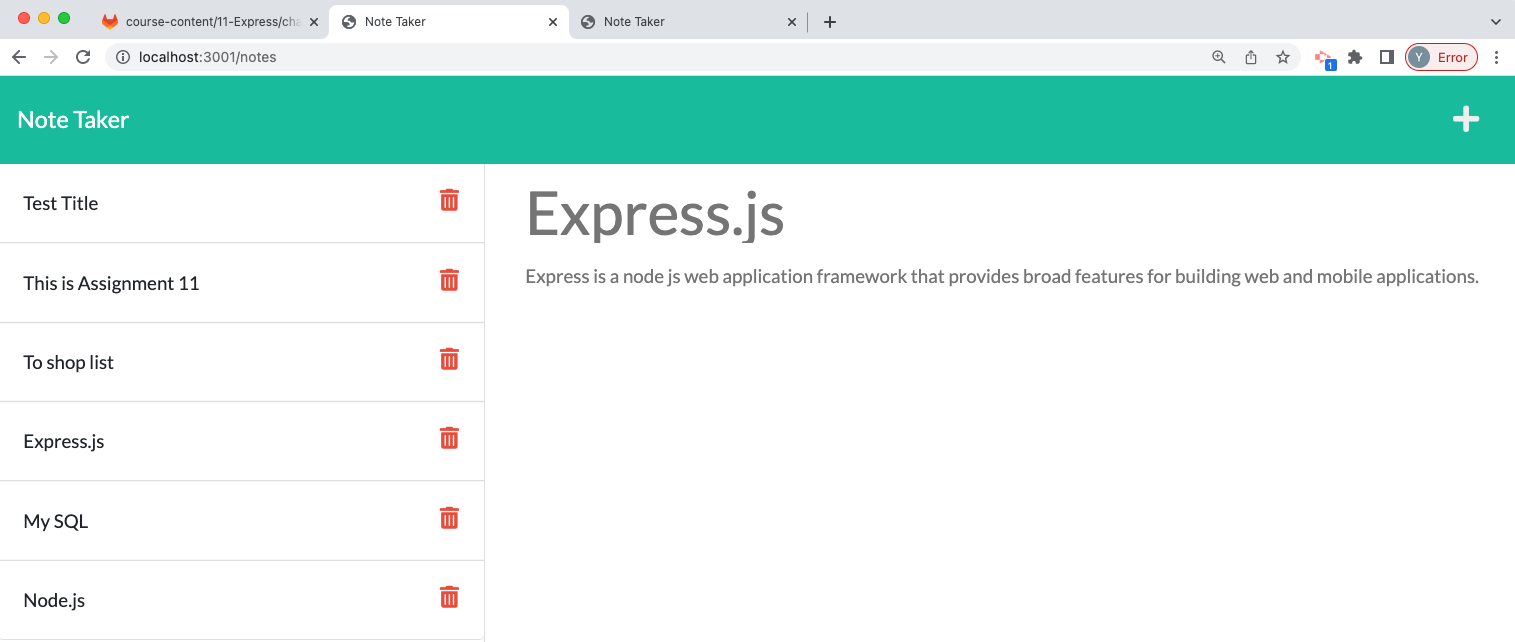 course-content/11-Express/cha
Note Taker
Note Taker
localhost:3001/notes
1
Y
Error
Note Taker
Test Title
This is Assignment 11
To shop list
Express.js
My SQL
Node.js
Express.js
Express is a node js web application framework that provides broad features for building web and mobile applications.